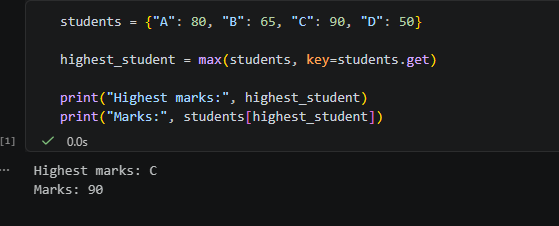 students = {"A": 80, "B": 65, "C": 90, "D": 50}
highest_student = max(students, key=students.get)
print("Highest marks:", highest_student)
print("Marks:", students[highest_student])
[1]
0.0s
...
Highest marks: C
Marks: 90